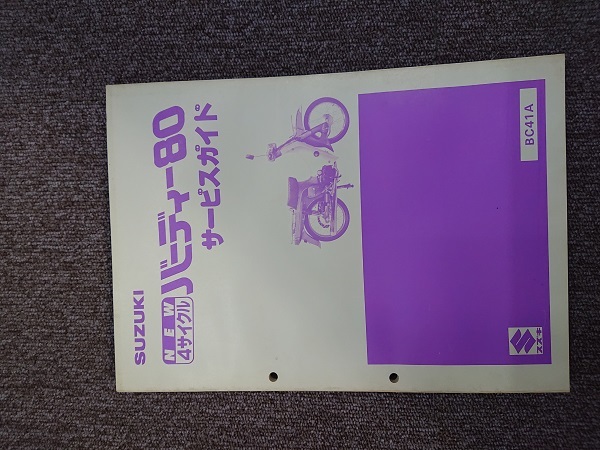 SUZUKI
NEW
4サイクル
バーディー80
サービスガイド
BC41A
スズキ